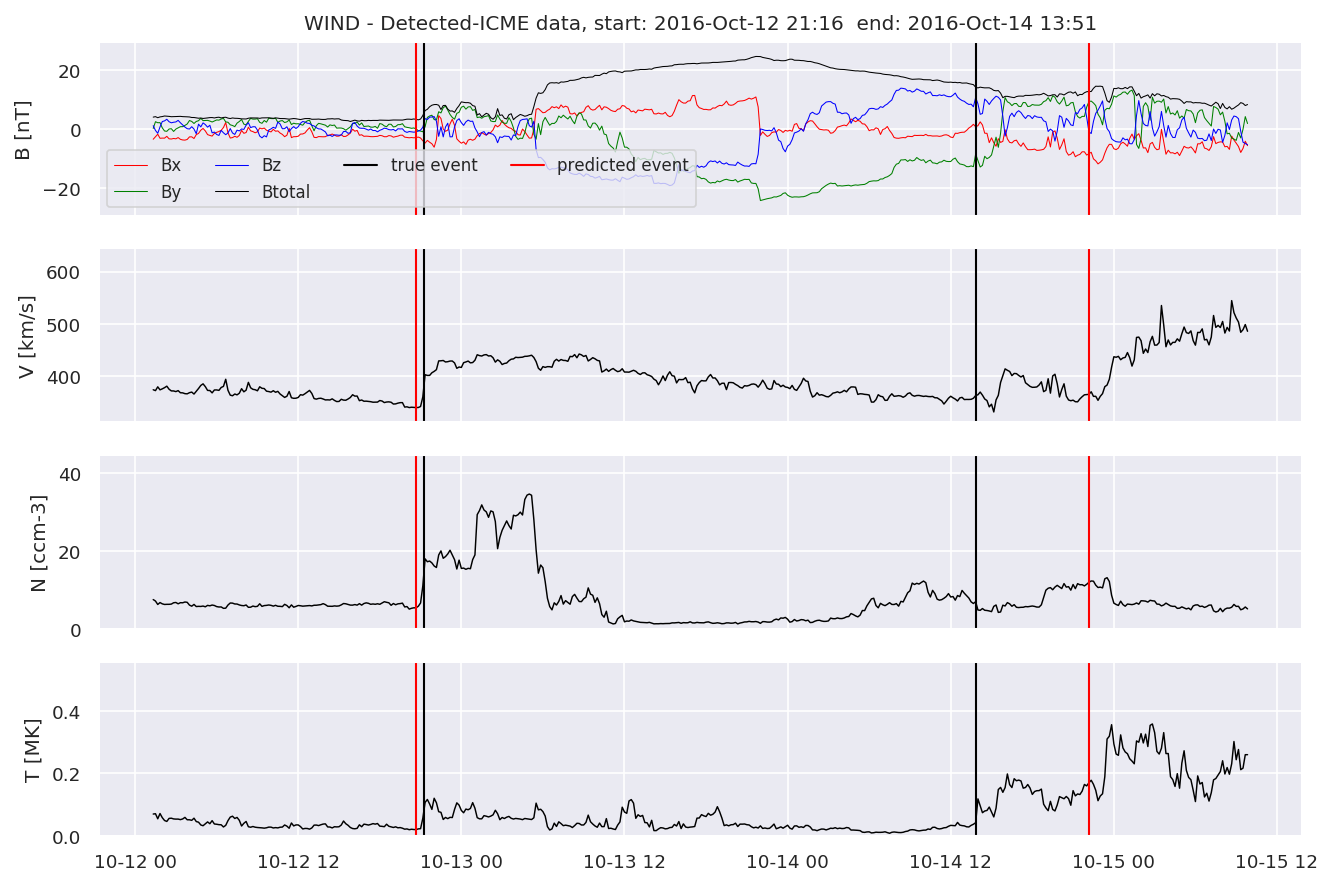 WIND - Detected-ICME data, start: 2016-Oct-12 21:16  end: 2016-Oct-14 13:51
B [nT]
20
0
−20
Bx Bz true event predicted event
By Btotal
V [km/s]
600
500
400
N [ccm-3]
40
20
0
T [MK]
0.4
0.2
0.0
10-12 00 10-12 12 10-13 00 10-13 12 10-14 00 10-14 12 10-15 00 10-15 12